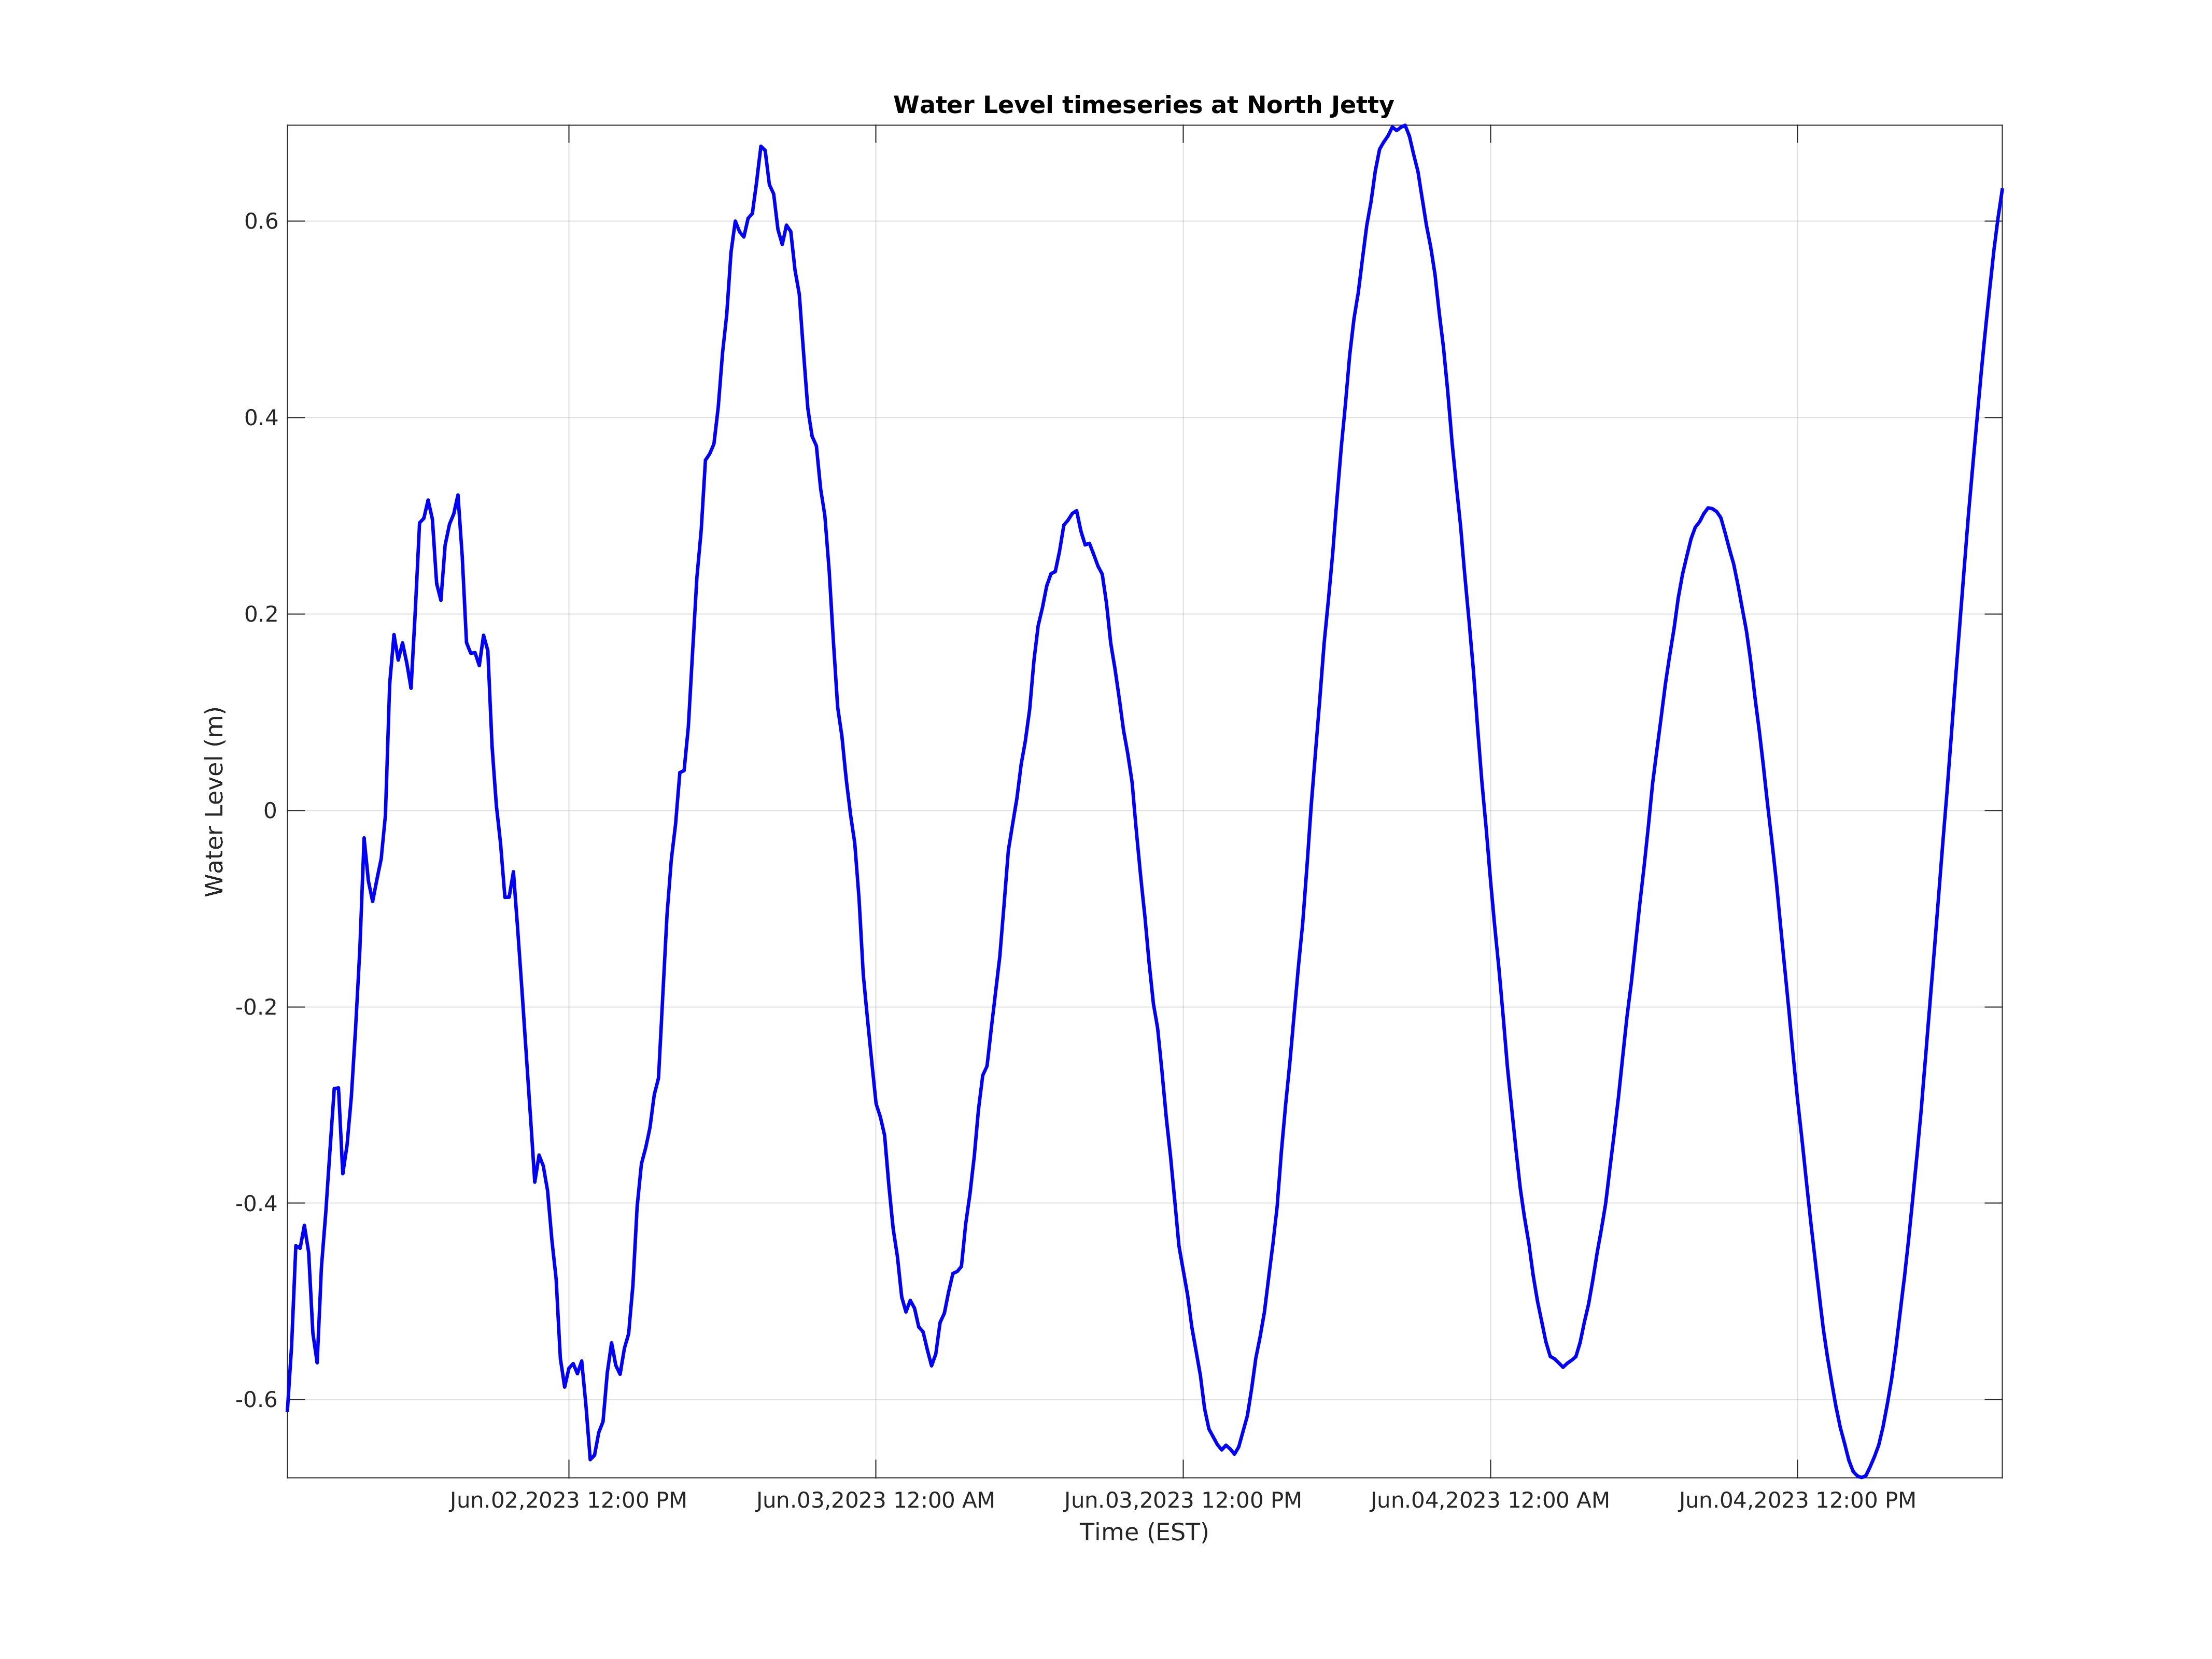 Water Level timeseries at North Jetty
0.6
0.4
0.2
0
-0.2
-0.4
-0.6
Water Level (m)
Jun.02,2023 12:00 PM
Jun.03,2023 12:00 AM
Jun.03,2023 12:00 PM
Jun.04,2023 12:00 AM
Jun.04,2023 12:00 PM
Time (EST)